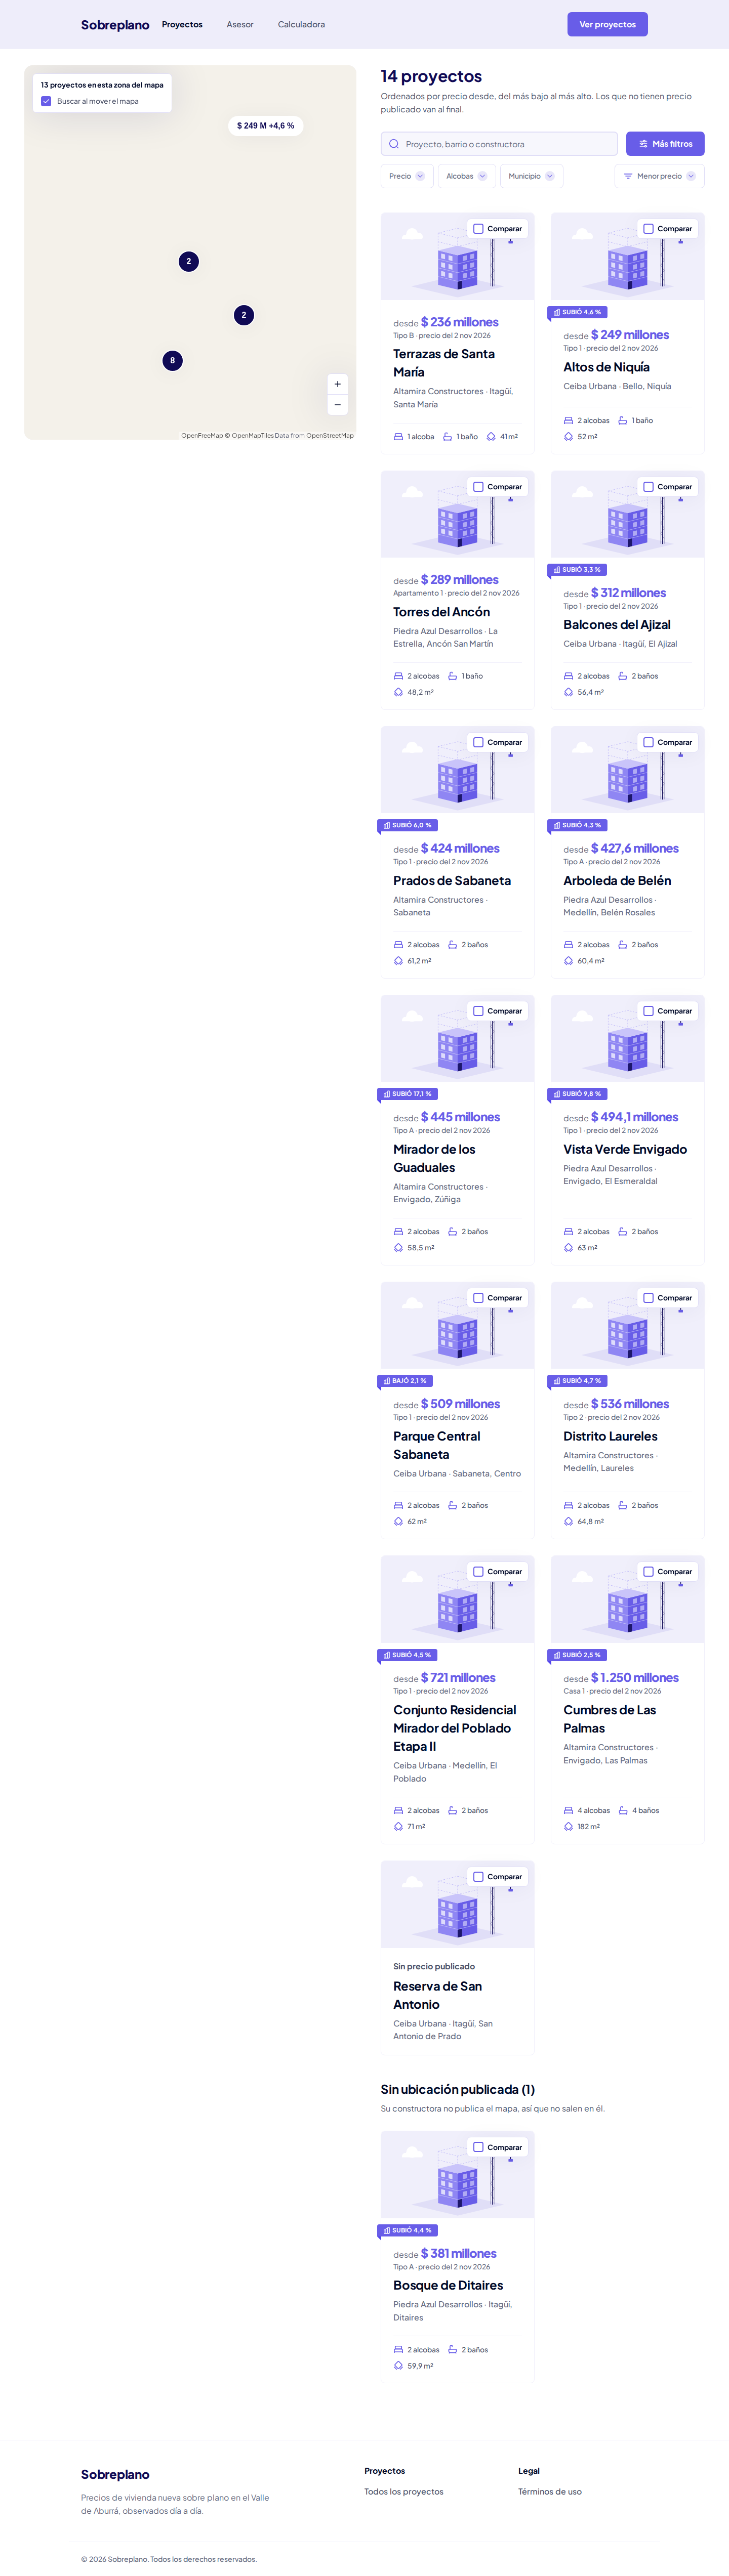 Sobreplano
Proyectos
Asesor
Calculadora
Ver proyectos
13 proyectos en esta zona del mapa
Buscar al mover el mapa
$ 249 M +4,6 %
2
2
8
+
−
OpenFreeMap © OpenMapTiles Data from OpenStreetMap
14 proyectos
Ordenados por precio desde, del más bajo al más alto. Los que no tienen precio
publicado van al final.
Proyecto, barrio o constructora
Más filtros
Precio
Alcobas
Municipio
Menor precio
Comparar
desde $ 236 millones
Tipo B · precio del 2 nov 2026
Terrazas de Santa
María
Altamira Constructores · Itagüí,
Santa María
1 alcoba 1 baño 41 m²
Comparar
SUBIÓ 4,6 %
desde $ 249 millones
Tipo 1 · precio del 2 nov 2026
Altos de Niquía
Ceiba Urbana · Bello, Niquía
2 alcobas 1 baño
52 m²
Comparar
desde $ 289 millones
Apartamento 1 · precio del 2 nov 2026
Torres del Ancón
Piedra Azul Desarrollos · La
Estrella, Ancón San Martín
2 alcobas 1 baño
48,2 m²
Comparar
SUBIÓ 3,3 %
desde $ 312 millones
Tipo 1 · precio del 2 nov 2026
Balcones del Ajizal
Ceiba Urbana · Itagüí, El Ajizal
2 alcobas 2 baños
56,4 m²
Comparar
SUBIÓ 6,0 %
desde $ 424 millones
Tipo 1 · precio del 2 nov 2026
Prados de Sabaneta
Altamira Constructores ·
Sabaneta
2 alcobas 2 baños
61,2 m²
Comparar
SUBIÓ 4,3 %
desde $ 427,6 millones
Tipo A · precio del 2 nov 2026
Arboleda de Belén
Piedra Azul Desarrollos ·
Medellín, Belén Rosales
2 alcobas 2 baños
60,4 m²
Comparar
SUBIÓ 17,1 %
desde $ 445 millones
Tipo A · precio del 2 nov 2026
Mirador de los
Guaduales
Altamira Constructores ·
Envigado, Zúñiga
2 alcobas 2 baños
58,5 m²
Comparar
SUBIÓ 9,8 %
desde $ 494,1 millones
Tipo 1 · precio del 2 nov 2026
Vista Verde Envigado
Piedra Azul Desarrollos ·
Envigado, El Esmeraldal
2 alcobas 2 baños
63 m²
Comparar
BAJÓ 2,1 %
desde $ 509 millones
Tipo 1 · precio del 2 nov 2026
Parque Central
Sabaneta
Ceiba Urbana · Sabaneta, Centro
2 alcobas 2 baños
62 m²
Comparar
SUBIÓ 4,7 %
desde $ 536 millones
Tipo 2 · precio del 2 nov 2026
Distrito Laureles
Altamira Constructores ·
Medellín, Laureles
2 alcobas 2 baños
64,8 m²
Comparar
SUBIÓ 4,5 %
desde $ 721 millones
Tipo 1 · precio del 2 nov 2026
Conjunto Residencial
Mirador del Poblado
Etapa II
Ceiba Urbana · Medellín, El
Poblado
2 alcobas 2 baños
71 m²
Comparar
SUBIÓ 2,5 %
desde $ 1.250 millones
Casa 1 · precio del 2 nov 2026
Cumbres de Las
Palmas
Altamira Constructores ·
Envigado, Las Palmas
4 alcobas 4 baños
182 m²
Comparar
Sin precio publicado
Reserva de San
Antonio
Ceiba Urbana · Itagüí, San
Antonio de Prado
Sin ubicación publicada (1)
Su constructora no publica el mapa, así que no salen en él.
Comparar
SUBIÓ 4,4 %
desde $ 381 millones
Tipo A · precio del 2 nov 2026
Bosque de Ditaires
Piedra Azul Desarrollos · Itagüí,
Ditaires
2 alcobas 2 baños
59,9 m²
Sobreplano
Precios de vivienda nueva sobre plano en el Valle
de Aburrá, observados día a día.
Proyectos
Todos los proyectos
Legal
Términos de uso
© 2026 Sobreplano. Todos los derechos reservados.